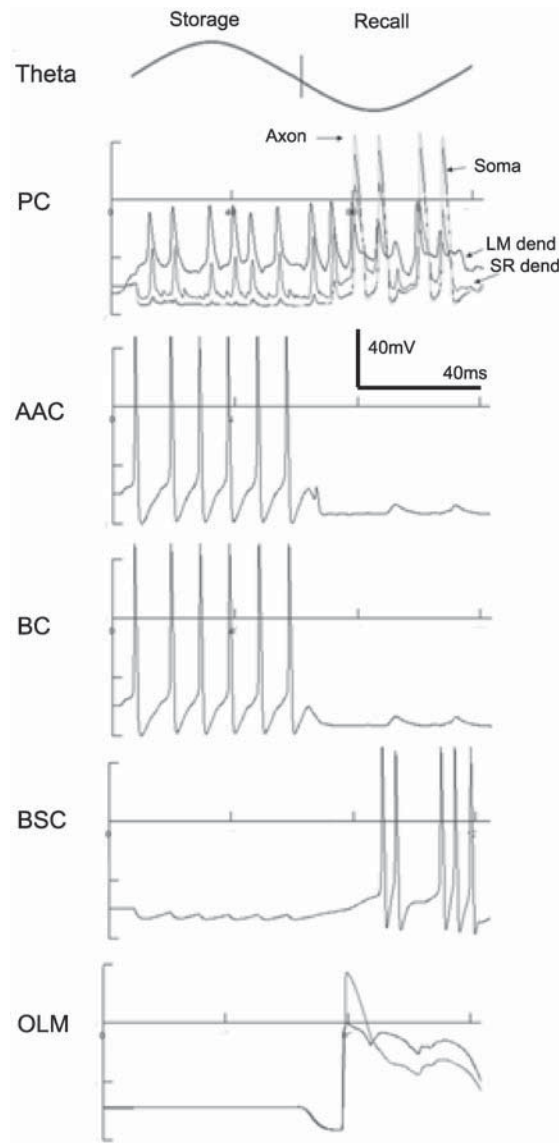 Storage Recall
Theta
Axon
Soma
PC
LM dend
SR dend
40mV
40ms
AAC
BC
BSC
OLM